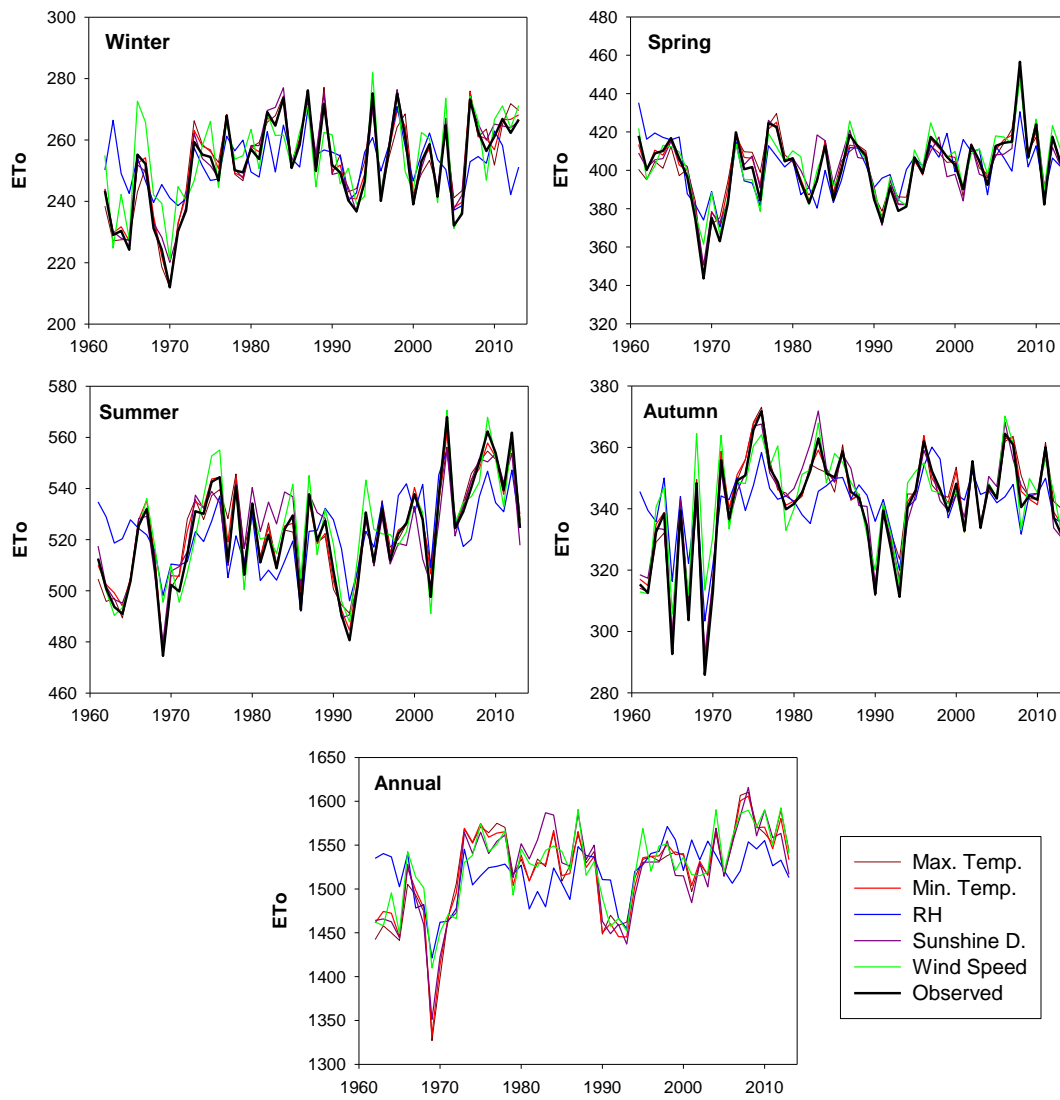 Winter
ETo
300
280
260
240
220
200
1960 1970 1980 1990 2000 2010
Spring
ETo
480
460
440
420
400
380
360
340
320
1960 1970 1980 1990 2000 2010
Summer
ETo
580
560
540
520
500
480
460
1960 1970 1980 1990 2000 2010
Autumn
380
360
340
320
300
280
1960 1970 1980 1990 2000 2010
Annual
ETo
1650
1600
1550
1500
1450
1400
1350
1300
1960 1970 1980 1990 2000 2010
Max. Temp.
Min. Temp.
RH
Sunshine D.
Wind Speed
Observed